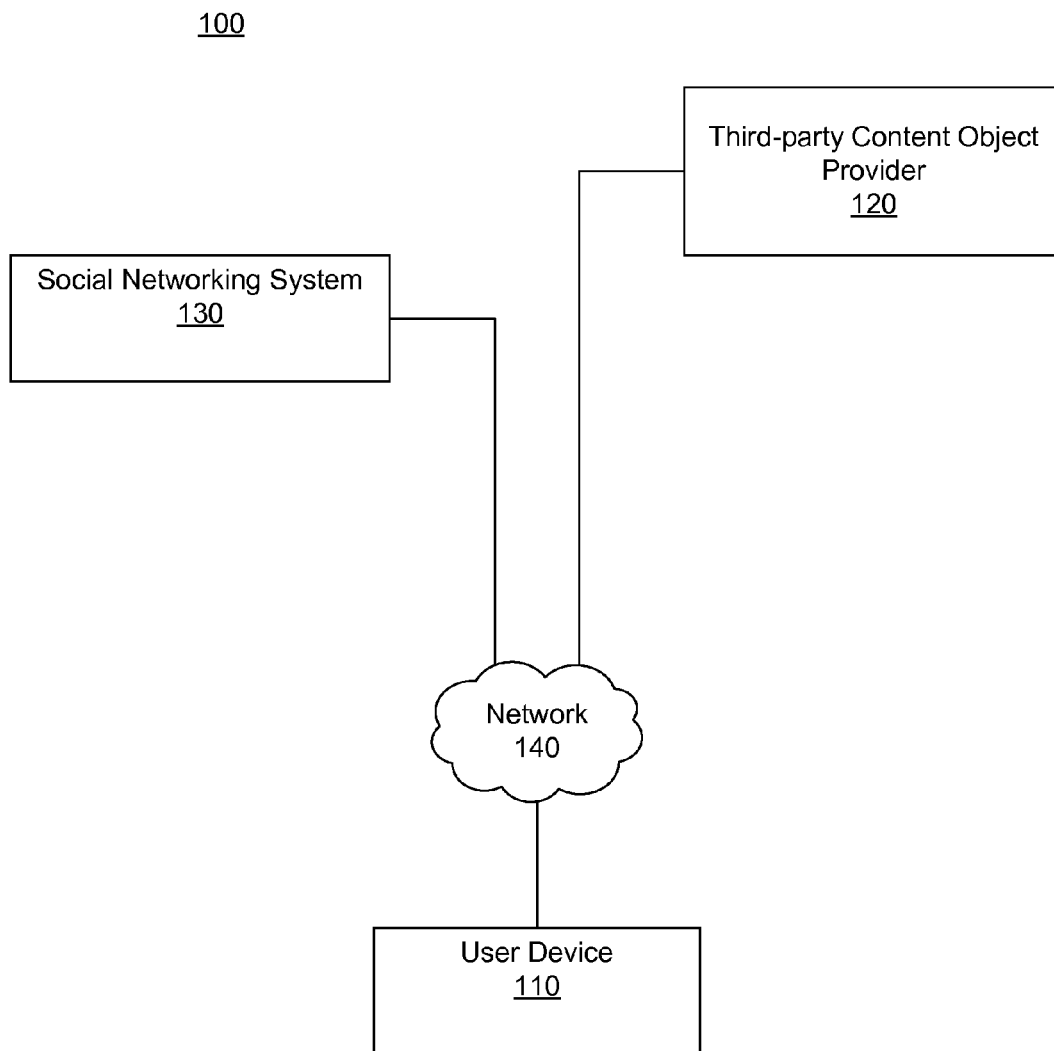 100
Third-party Content Object
Provider
120
Social Networking System
130
Network
140
User Device
110